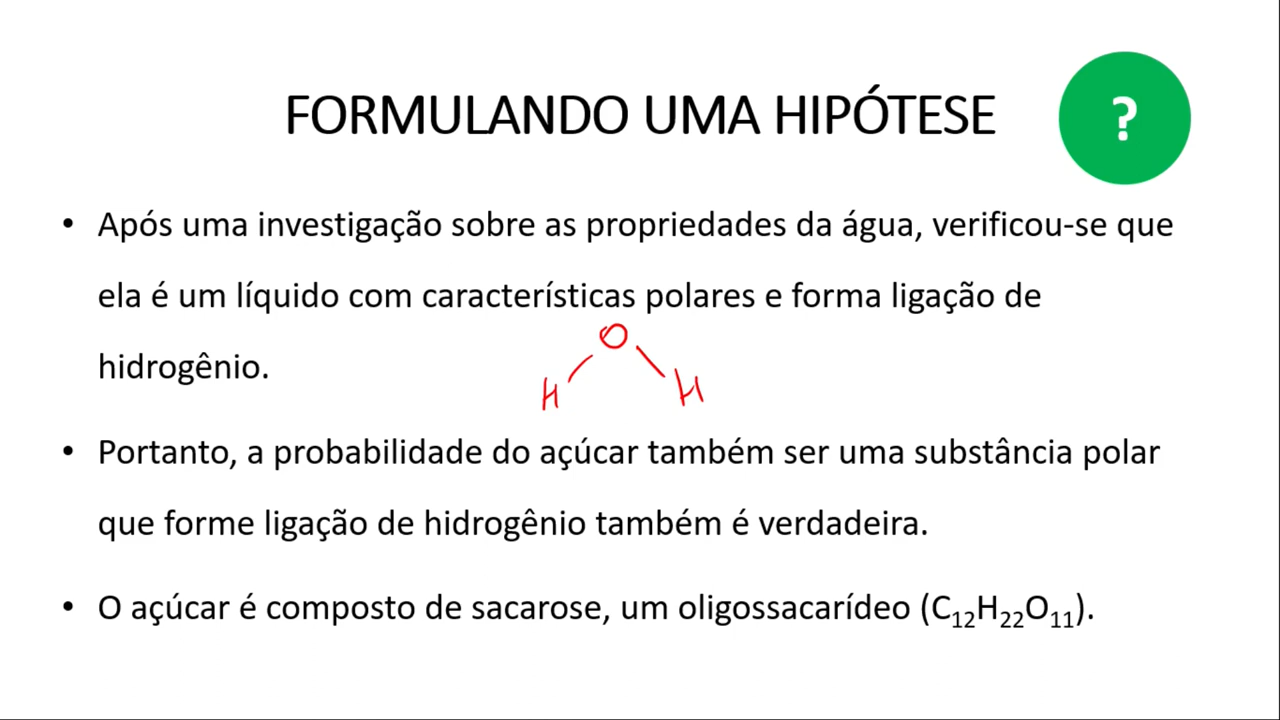 FORMULANDO UMA HIPÓTESE
?
• Após uma investigação sobre as propriedades da água, verificou-se que
ela é um líquido com características polares e forma ligação de
hidrogênio.
O
H H
• Portanto, a probabilidade do açúcar também ser uma substância polar
que forme ligação de hidrogênio também é verdadeira.
• O açúcar é composto de sacarose, um oligossacarídeo (C₁₂H₂₂O₁₁).